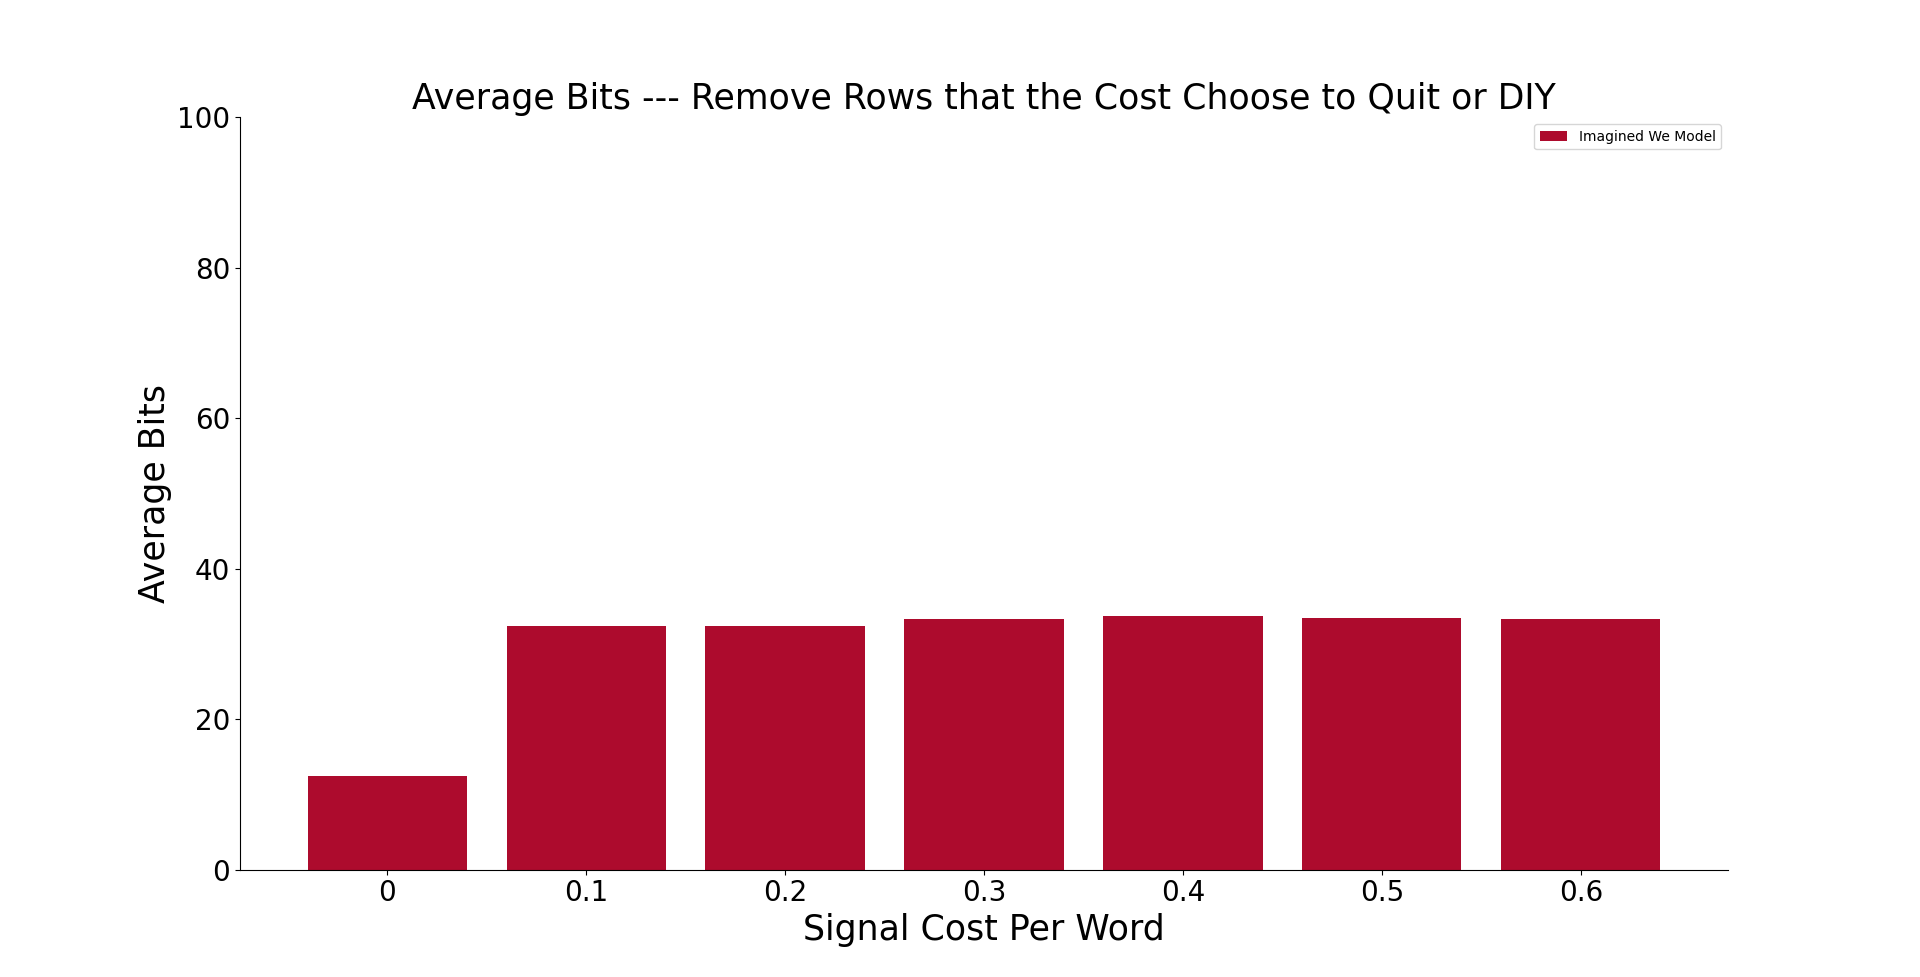 Average Bits --- Remove Rows that the Cost Choose to Quit or DIY
Imagined We Model
Average Bits
100
80
60
40
20
0
0 0.1 0.2 0.3 0.4 0.5 0.6
Signal Cost Per Word